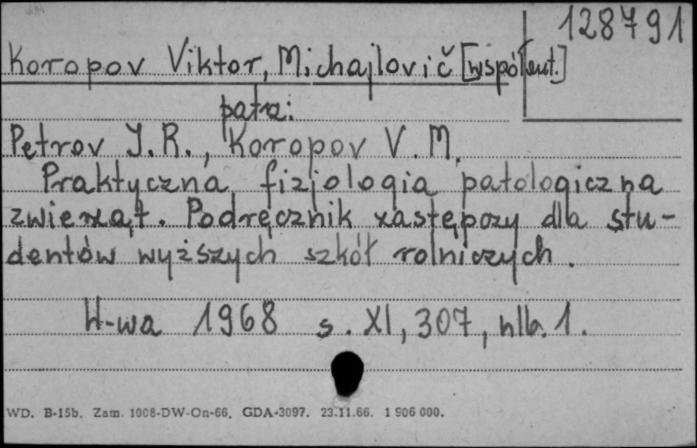 128791
Koropov Viktor, Michajlovič [współaut.]
patrz:
Petrov J. R., Koropov V. M.
Praktyczna fizjologia patologiczna
zwierząt. Podręcznik zastępczy dla stu-
dentów wyższych szkół rolniczych.
W-wa 1968 s. XI, 307, nlb. 1.
WD. B-15b. Zam. 1008-DW-On-66. GDA-3097. 23.11.66. 1 906 000.